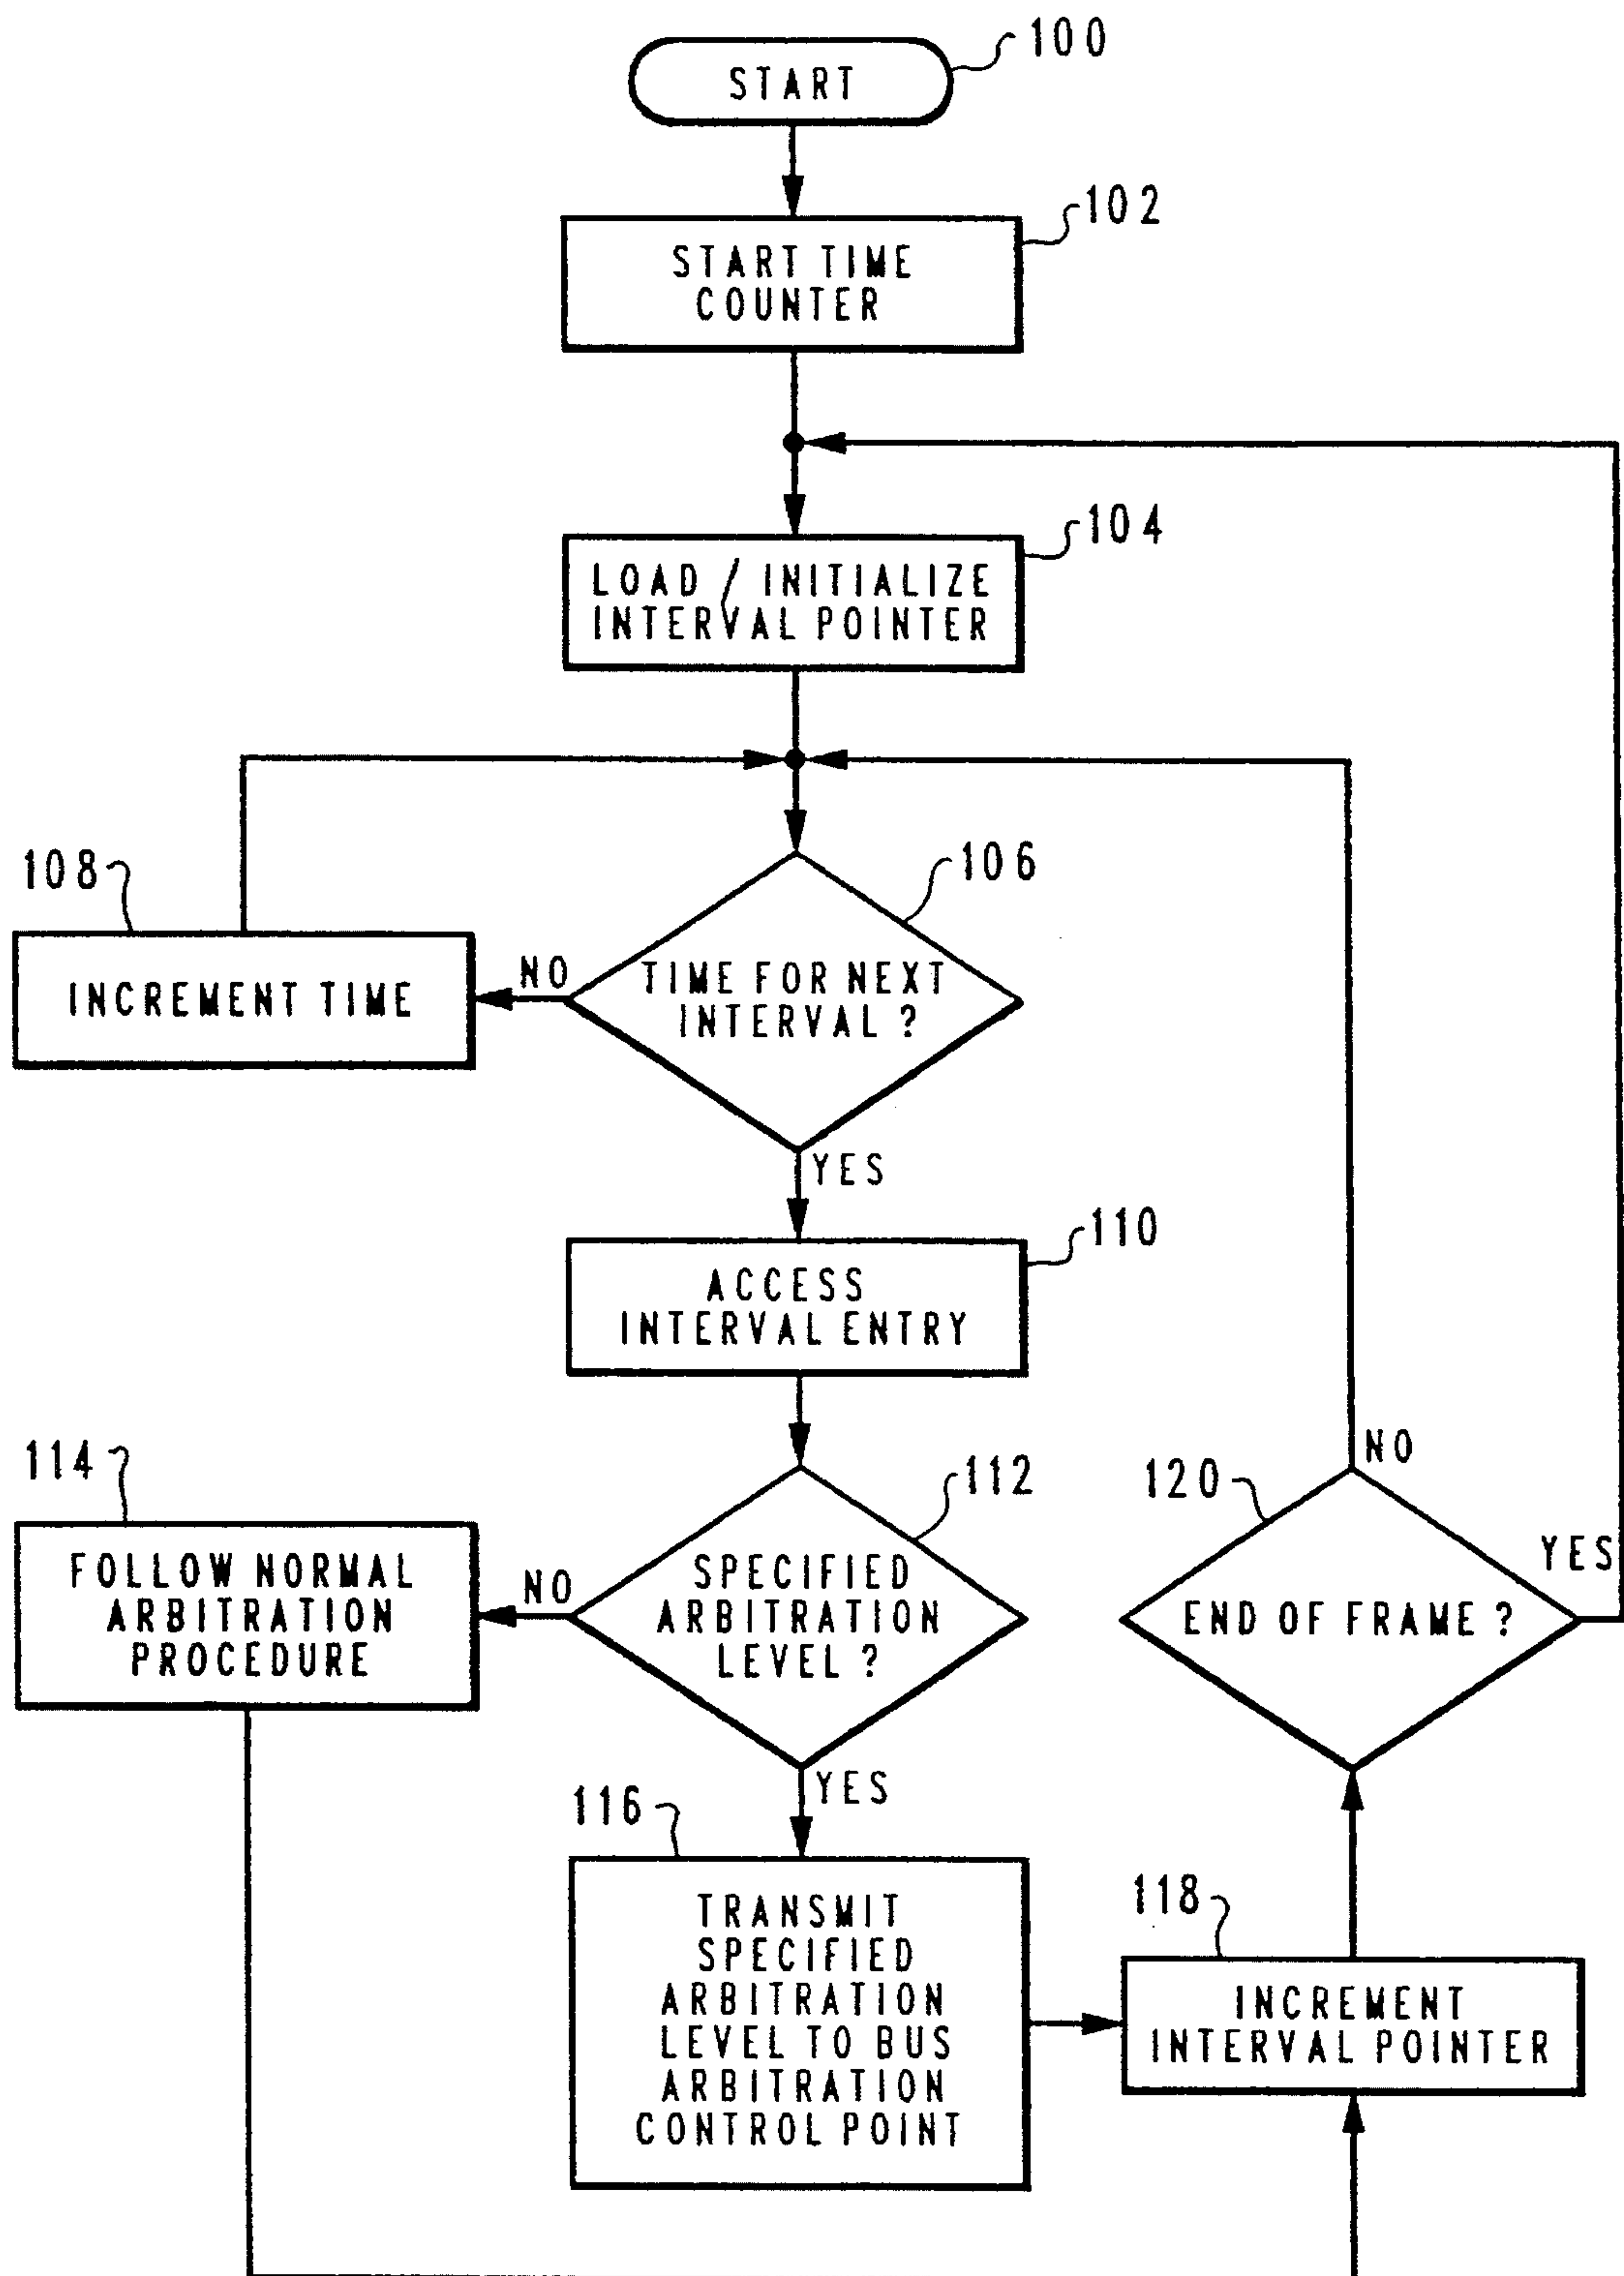 100
START
102
START TIME
COUNTER
104
LOAD / INITIALIZE
INTERVAL POINTER
106
TIME FOR NEXT
INTERVAL ?
NO
108
INCREMENT TIME
YES
110
ACCESS
INTERVAL ENTRY
112
SPECIFIED
ARBITRATION
LEVEL ?
NO
114
FOLLOW NORMAL
ARBITRATION
PROCEDURE
YES
116
TRANSMIT
SPECIFIED
ARBITRATION
LEVEL TO BUS
ARBITRATION
CONTROL POINT
118
INCREMENT
INTERVAL POINTER
120
END OF FRAME ?
NO
YES